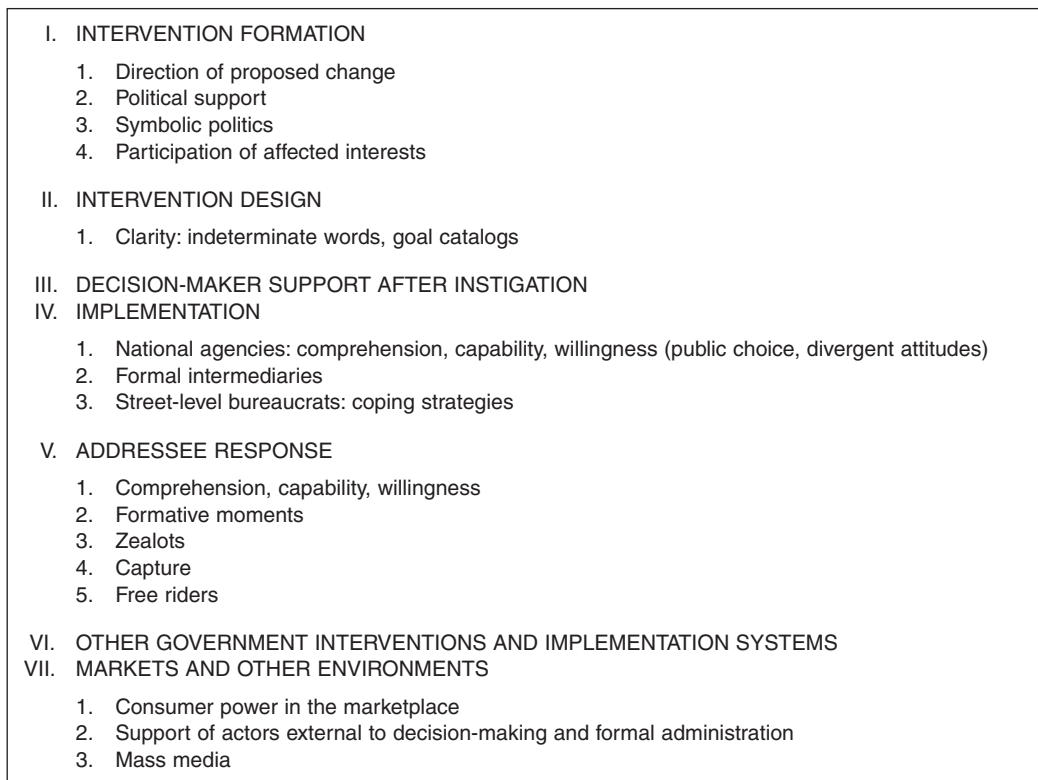 I. INTERVENTION FORMATION
1. Direction of proposed change
2. Political support
3. Symbolic politics
4. Participation of affected interests
II. INTERVENTION DESIGN
1. Clarity: indeterminate words, goal catalogs
III. DECISION-MAKER SUPPORT AFTER INSTIGATION
IV. IMPLEMENTATION
1. National agencies: comprehension, capability, willingness (public choice, divergent attitudes)
2. Formal intermediaries
3. Street-level bureaucrats: coping strategies
V. ADDRESSEE RESPONSE
1. Comprehension, capability, willingness
2. Formative moments
3. Zealots
4. Capture
5. Free riders
VI. OTHER GOVERNMENT INTERVENTIONS AND IMPLEMENTATION SYSTEMS
VII. MARKETS AND OTHER ENVIRONMENTS
1. Consumer power in the marketplace
2. Support of actors external to decision-making and formal administration
3. Mass media